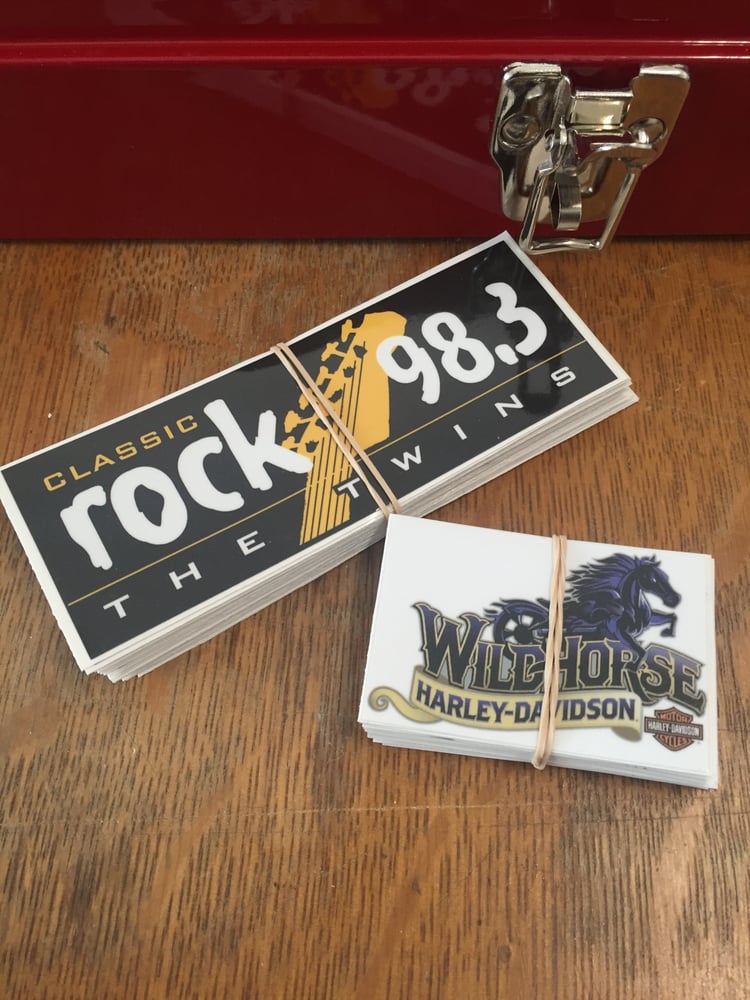 CLASSIC
rock 98.3
THE TWINS
WILDHORSE
HARLEY-DAVIDSON
MOTOR
HARLEY-DAVIDSON
CYCLES